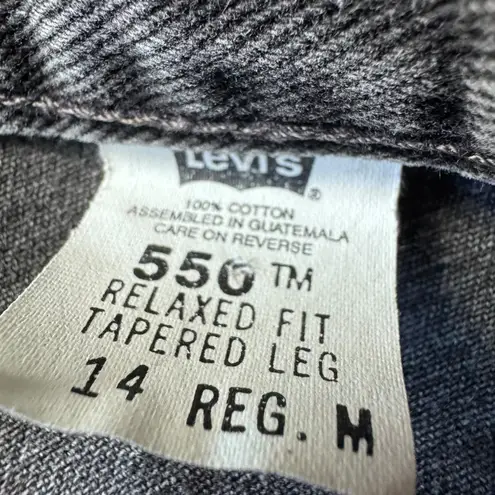 Levi's ®
100% COTTON
ASSEMBLED IN GUATEMALA
CARE ON REVERSE
550 TM
RELAXED FIT
TAPERED LEG
14 REG. M